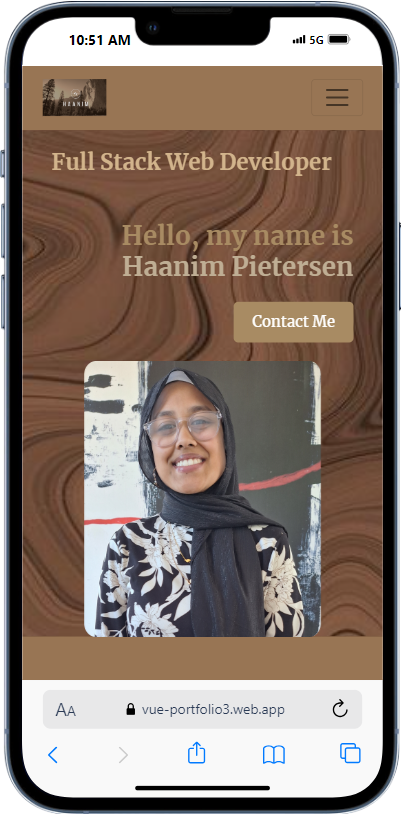 10:51 AM
5G
HAANIM
Full Stack Web Developer
Hello, my name is
Haanim Pietersen
Contact Me
AA
vue-portfolio3.web.app